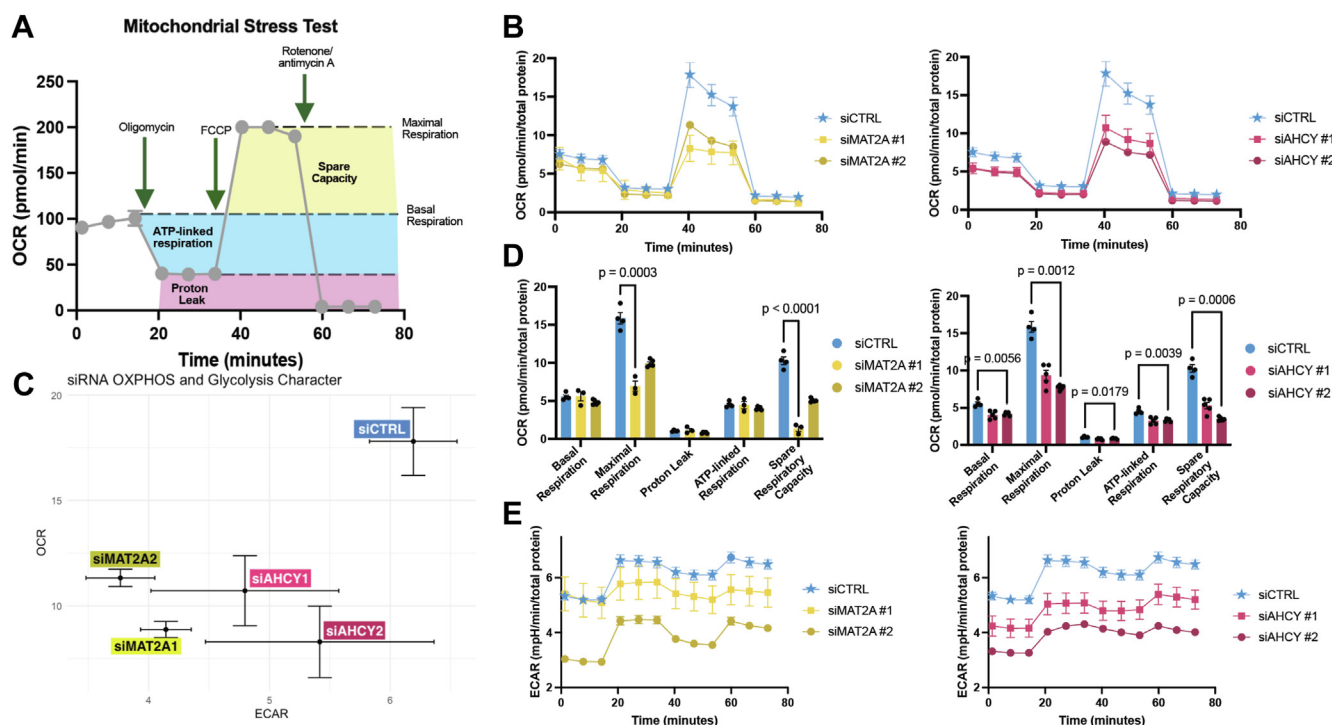 A
Mitochondrial Stress Test
OCR (pmol/min)
250
200
150
100
50
0
0 20 40 60 80
Time (minutes)
Oligomycin
FCCP
Rotenone/
antimycin A
Maximal
Respiration
Spare
Capacity
Basal
Respiration
ATP-linked
respiration
Proton
Leak
B
OCR (pmol/min/total protein)
20
15
10
5
0
0 20 40 60 80
Time (minutes)
siCTRL
siMAT2A #1
siMAT2A #2
OCR (pmol/min/total protein)
20
15
10
5
0
0 20 40 60 80
Time (minutes)
siCTRL
siAHCY #1
siAHCY #2
C
siRNA OXPHOS and Glycolysis Character
OCR
20
15
10
4 5 6
ECAR
siCTRL
siMAT2A2
siAHCY1
siMAT2A1
siAHCY2
D
OCR (pmol/min/total protein)
20
15
10
5
0
p = 0.0003
p < 0.0001
Basal
Respiration
Maximal
Respiration
Proton Leak
ATP-linked
Respiration
Spare
Respiratory
Capacity
siCTRL
siMAT2A #1
siMAT2A #2
OCR (pmol/min/total protein)
20
15
10
5
0
p = 0.0056
p = 0.0012
p = 0.0179
p = 0.0039
p = 0.0006
Basal
Respiration
Maximal
Respiration
Proton Leak
ATP-linked
Respiration
Spare
Respiratory
Capacity
siCTRL
siAHCY #1
siAHCY #2
E
ECAR (mpH/min/total protein)
6
4
2
0 20 40 60 80
Time (minutes)
siCTRL
siMAT2A #1
siMAT2A #2
ECAR (mpH/min/total protein)
6
4
2
0 20 40 60 80
Time (minutes)
siCTRL
siAHCY #1
siAHCY #2